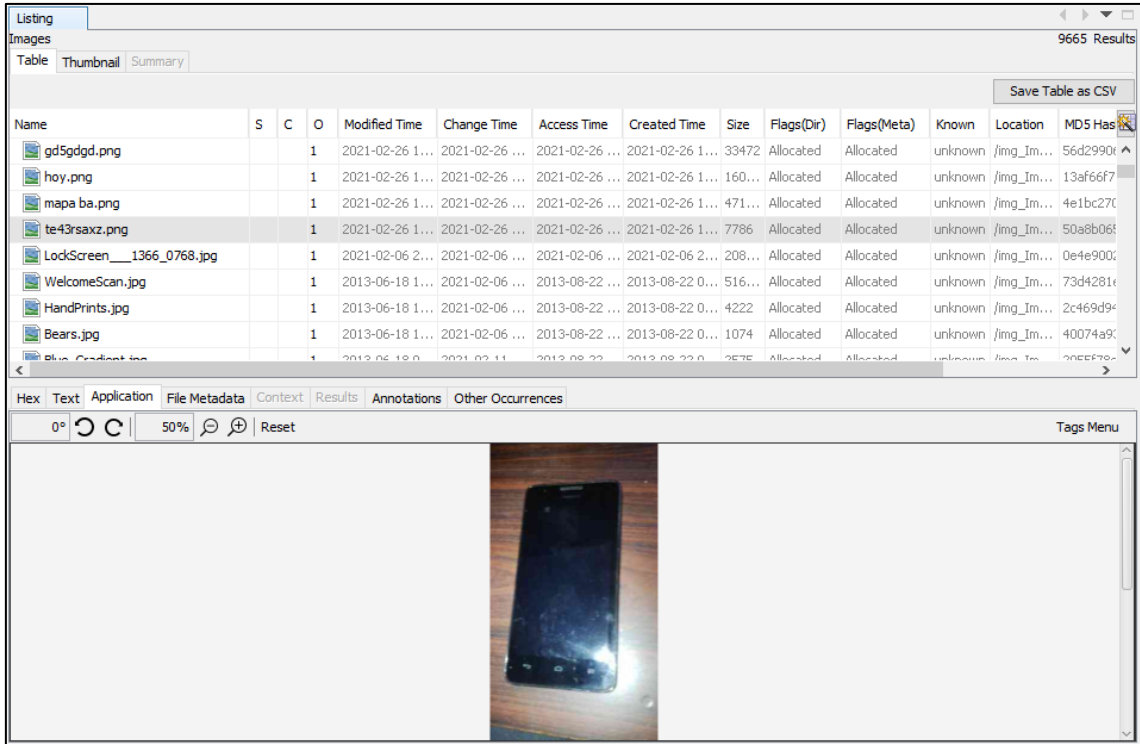 Listing
Images 9665 Results
Table Thumbnail Summary
Save Table as CSV
Name S C O Modified Time Change Time Access Time Created Time Size Flags(Dir) Flags(Meta) Known Location MD5 Has
gd5gdgd.png 1 2021-02-26 1... 2021-02-26 ... 2021-02-26 ... 2021-02-26 1... 33472 Allocated Allocated unknown /img_Im... 56d2990
hoy.png 1 2021-02-26 1... 2021-02-26 ... 2021-02-26 ... 2021-02-26 1... 160... Allocated Allocated unknown /img_Im... 13af66f7
mapa ba.png 1 2021-02-26 1... 2021-02-26 ... 2021-02-26 ... 2021-02-26 1... 471... Allocated Allocated unknown /img_Im... 4e1bc270
te43rsaxz.png 1 2021-02-26 1... 2021-02-26 ... 2021-02-26 ... 2021-02-26 1... 7786 Allocated Allocated unknown /img_Im... 50a8b065
LockScreen___1366_0768.jpg 1 2021-02-06 2... 2021-02-06 ... 2021-02-06 ... 2021-02-06 2... 208... Allocated Allocated unknown /img_Im... 0e4e9002
WelcomeScan.jpg 1 2013-06-18 1... 2021-02-06 ... 2013-08-22 ... 2013-08-22 0... 516... Allocated Allocated unknown /img_Im... 73d4281
HandPrints.jpg 1 2013-06-18 1... 2021-02-06 ... 2013-08-22 ... 2013-08-22 0... 4222 Allocated Allocated unknown /img_Im... 2c469d94
Bears.jpg 1 2013-06-18 1... 2021-02-06 ... 2013-08-22 ... 2013-08-22 0... 1074 Allocated Allocated unknown /img_Im... 40074a9
1
Hex Text Application File Metadata Context Results Annotations Other Occurrences
0° 50% Reset Tags Menu